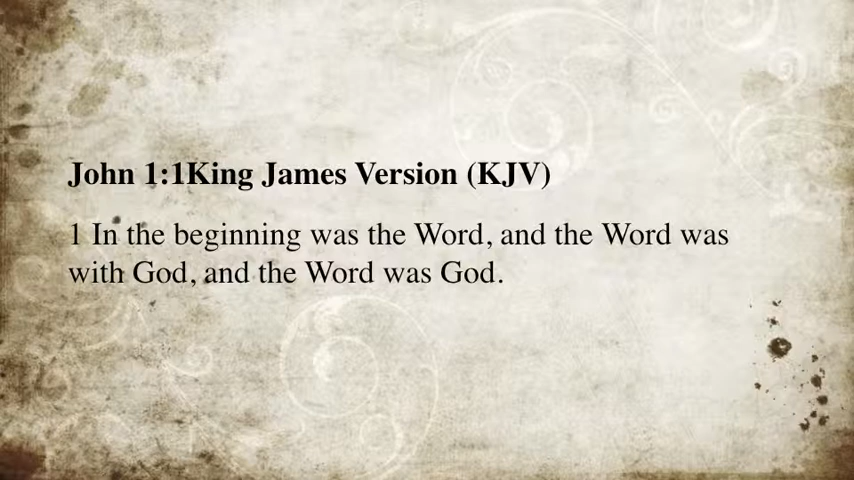 John 1:1King James Version (KJV)
1 In the beginning was the Word, and the Word was
with God, and the Word was God.